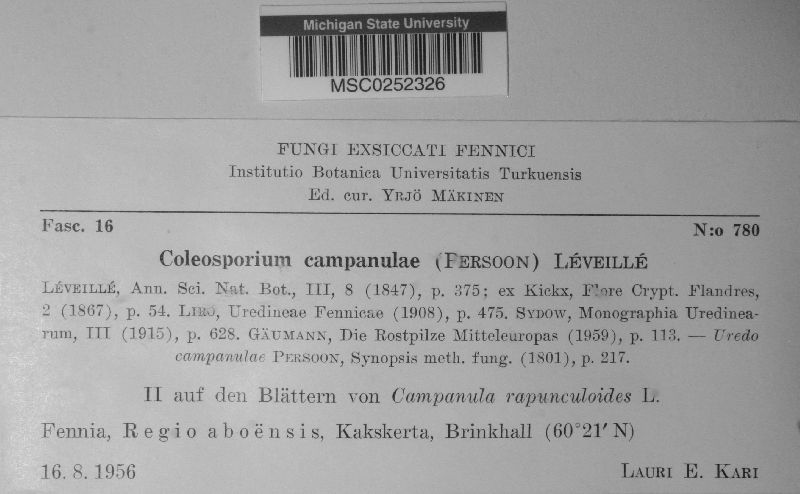 Michigan State University
MSC0252326
FUNGI EXSICCATI FENNICI
Institutio Botanica Universitatis Turkuensis
Ed. cur. YRJÖ MÄKINEN
Fasc. 16 N:o 780
Coleosporium campanulae (PERSOON) LÉVEILLÉ
LÉVEILLÉ, Ann. Sci. Nat. Bot., III, 8 (1847), p. 375; ex Kickx, Flore Crypt. Flandres,
2 (1867), p. 54. LIRO, Uredineae Fennicae (1908), p. 475. SYDOW, Monographia Uredinea-
rum, III (1915), p. 628. GÄUMANN, Die Rostpilze Mitteleuropas (1959), p. 113. — Uredo
campanulae PERSOON, Synopsis meth. fung. (1801), p. 217.
II auf den Blättern von Campanula rapunculoides L.
Fennia, Regio aboënsis, Kakskerta, Brinkhall (60°21′ N)
16. 8. 1956 LAURI E. KARI